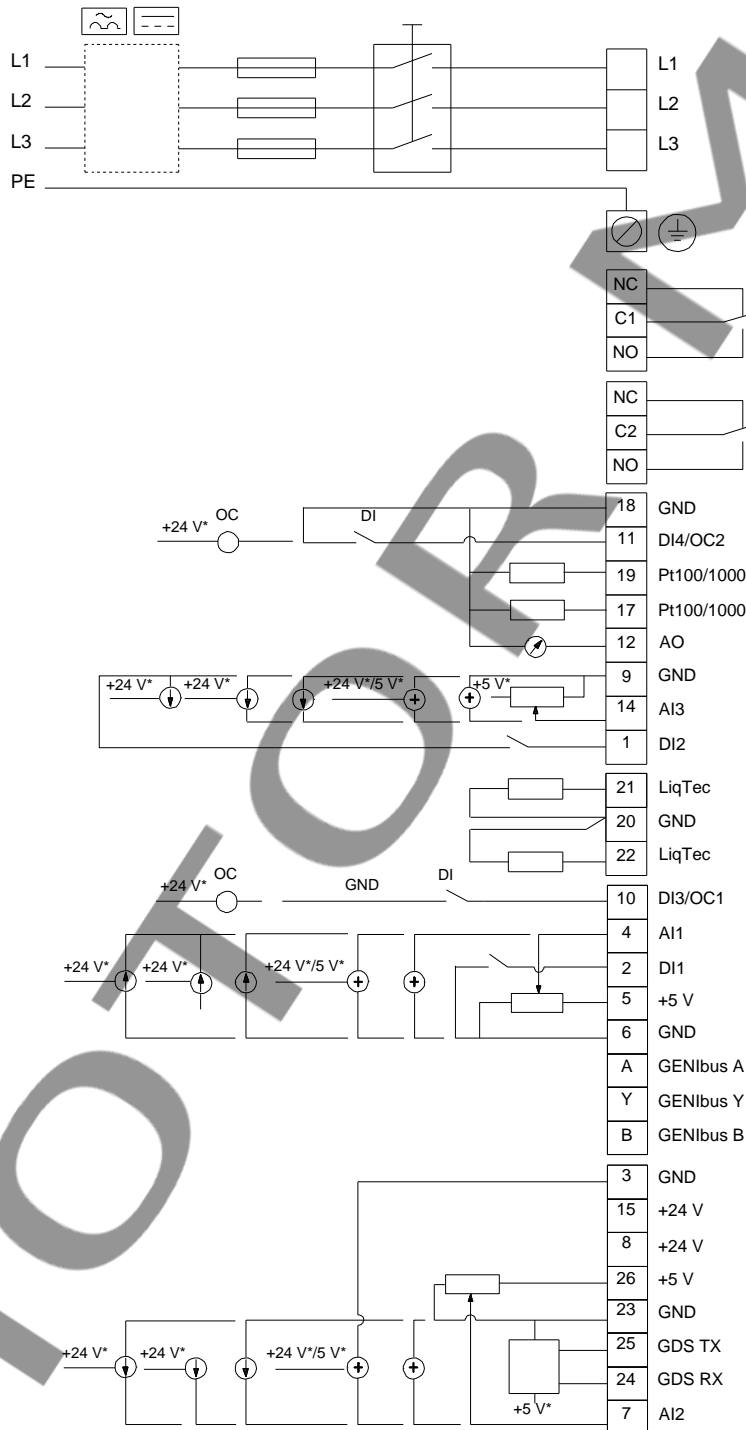 L1 L1
L2 L2
L3 L3
PE
NC
C1
NO
NC
C2
NO
18 GND
+24 V* OC DI 11 DI4/OC2
19 Pt100/1000
17 Pt100/1000
12 AO
9 GND
+24 V* +24 V* +24 V*/5 V* +5 V*
14 AI3
1 DI2
21 LiqTec
20 GND
22 LiqTec
+24 V* OC GND DI 10 DI3/OC1
4 AI1
2 DI1
+24 V* +24 V* +24 V*/5 V*
5 +5 V
6 GND
A GENIbus A
Y GENIbus Y
B GENIbus B
3 GND
15 +24 V
8 +24 V
26 +5 V
23 GND
25 GDS TX
+24 V* +24 V* +24 V*/5 V*
24 GDS RX
+5 V*
7 AI2